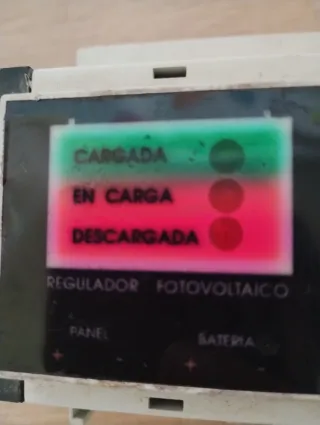 CARGADA
EN CARGA
DESCARGADA
REGULADOR FOTOVOLTAICO
PANEL BATERIA
+ +